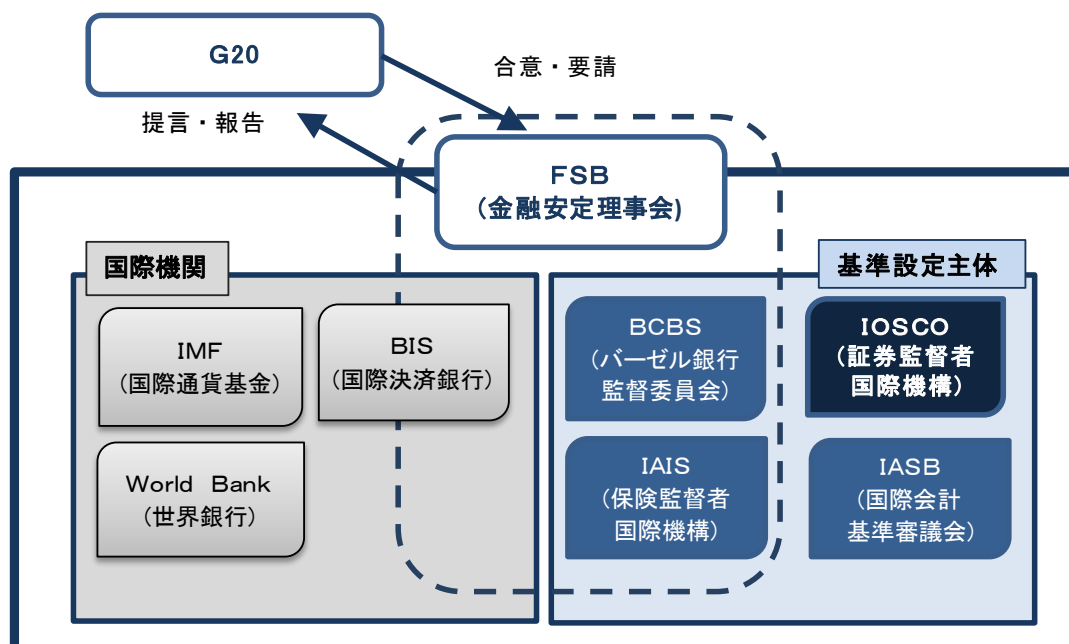 G20
合意・要請
提言・報告
FSB
(金融安定理事会)
国際機関
基準設定主体
IMF
(国際通貨基金)
BIS
(国際決済銀行)
World Bank
(世界銀行)
BCBS
(バーゼル銀行
監督委員会)
IOSCO
(証券監督者
国際機構)
IAIS
(保険監督者
国際機構)
IASB
(国際会計
基準審議会)